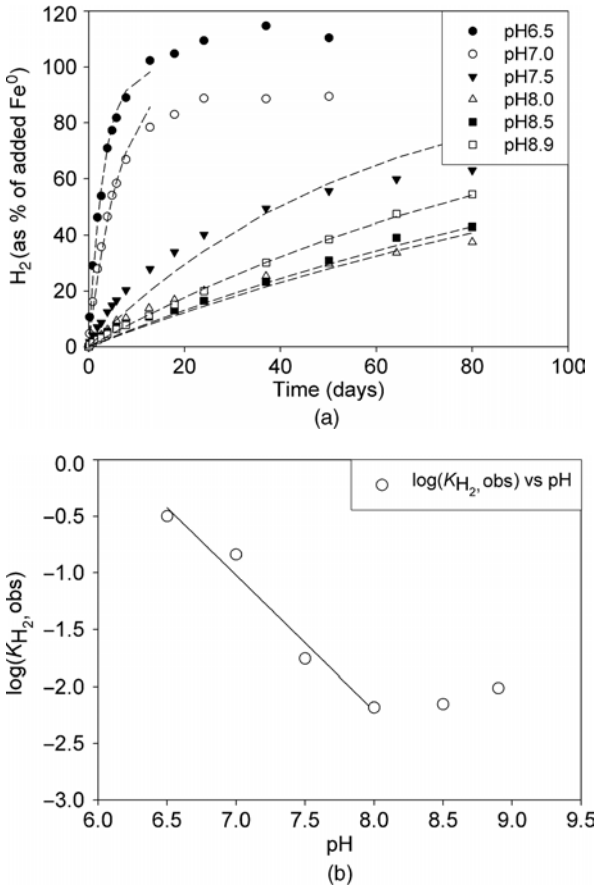 pH6.5
pH7.0
pH7.5
pH8.0
pH8.5
pH8.9
H2 (as % of added Fe0)
120
100
80
60
40
20
0
0 20 40 60 80 100
Time (days)
(a)
log(KH2, obs) vs pH
log(KH2, obs)
0.0
−0.5
−1.0
−1.5
−2.0
−2.5
−3.0
6.0 6.5 7.0 7.5 8.0 8.5 9.0 9.5
pH
(b)